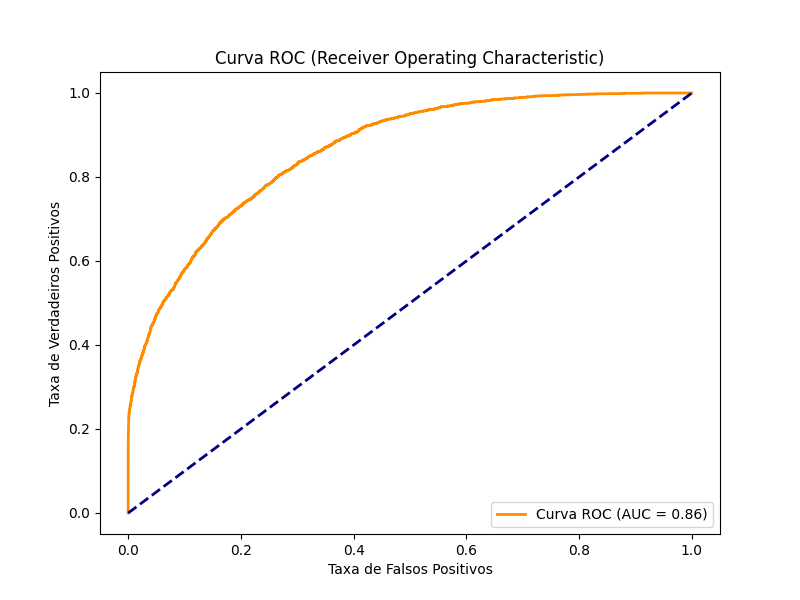 Curva ROC (Receiver Operating Characteristic)
Taxa de Verdadeiros Positivos
1.0
0.8
0.6
0.4
0.2
0.0
Curva ROC (AUC = 0.86)
0.0 0.2 0.4 0.6 0.8 1.0
Taxa de Falsos Positivos